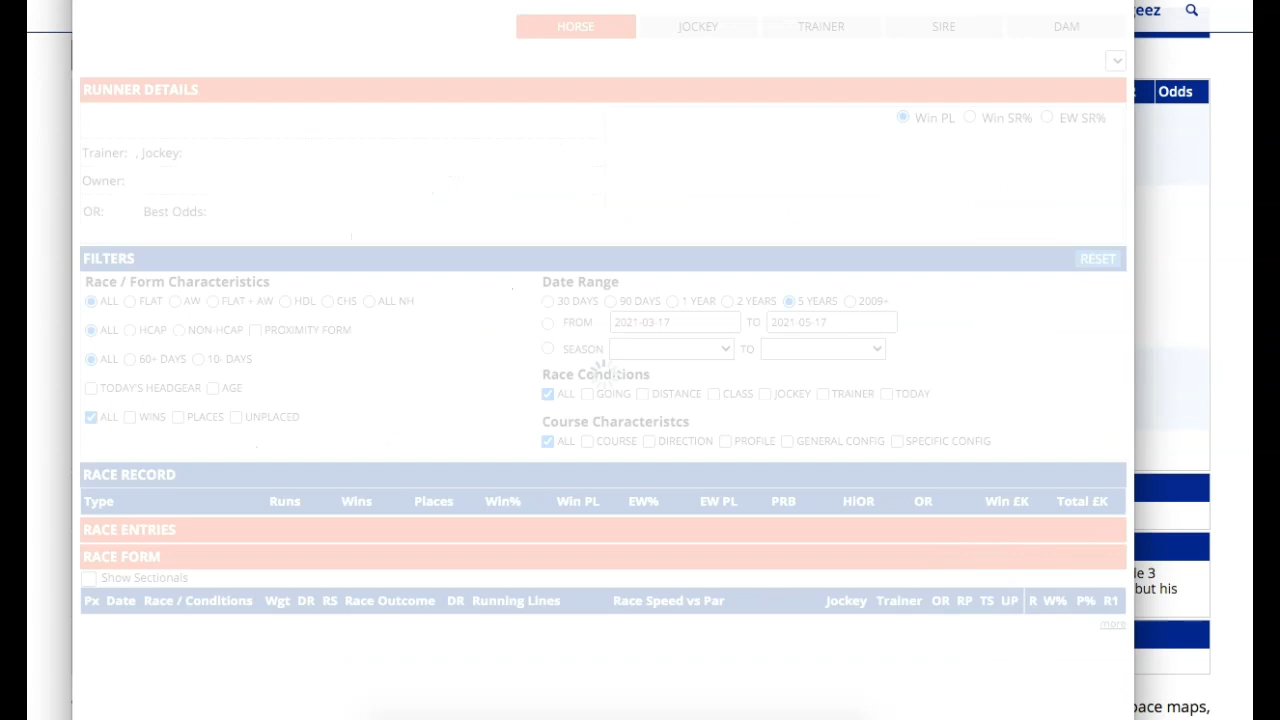 HORSE JOCKEY TRAINER SIRE DAM
RUNNER DETAILS
Win PL Win SR% EW SR%
Trainer: , Jockey:
Owner:
OR: Best Odds:
FILTERS RESET
Race / Form Characteristics
ALL FLAT AW FLAT + AW HDL CHS ALL NH
ALL HCAP NON-HCAP PROXIMITY FORM
ALL 60+ DAYS 10- DAYS
TODAY'S HEADGEAR AGE
ALL WINS PLACES UNPLACED
Date Range
30 DAYS 90 DAYS 1 YEAR 2 YEARS 5 YEARS 2009+
FROM 2021-03-17 TO 2021-05-17
SEASON TO
Race Conditions
ALL GOING DISTANCE CLASS JOCKEY TRAINER TODAY
Course Characteristcs
ALL COURSE DIRECTION PROFILE GENERAL CONFIG SPECIFIC CONFIG
RACE RECORD
Type Runs Wins Places Win% Win PL EW% EW PL PRB HiOR OR Win £K Total £K
RACE ENTRIES
RACE FORM
Show Sectionals
Px Date Race / Conditions Wgt DR RS Race Outcome Running Lines Race Speed vs Par Jockey Trainer OR RP TS UP R W% P% R1
more
eez
Odds
le 3
but his
pace maps,